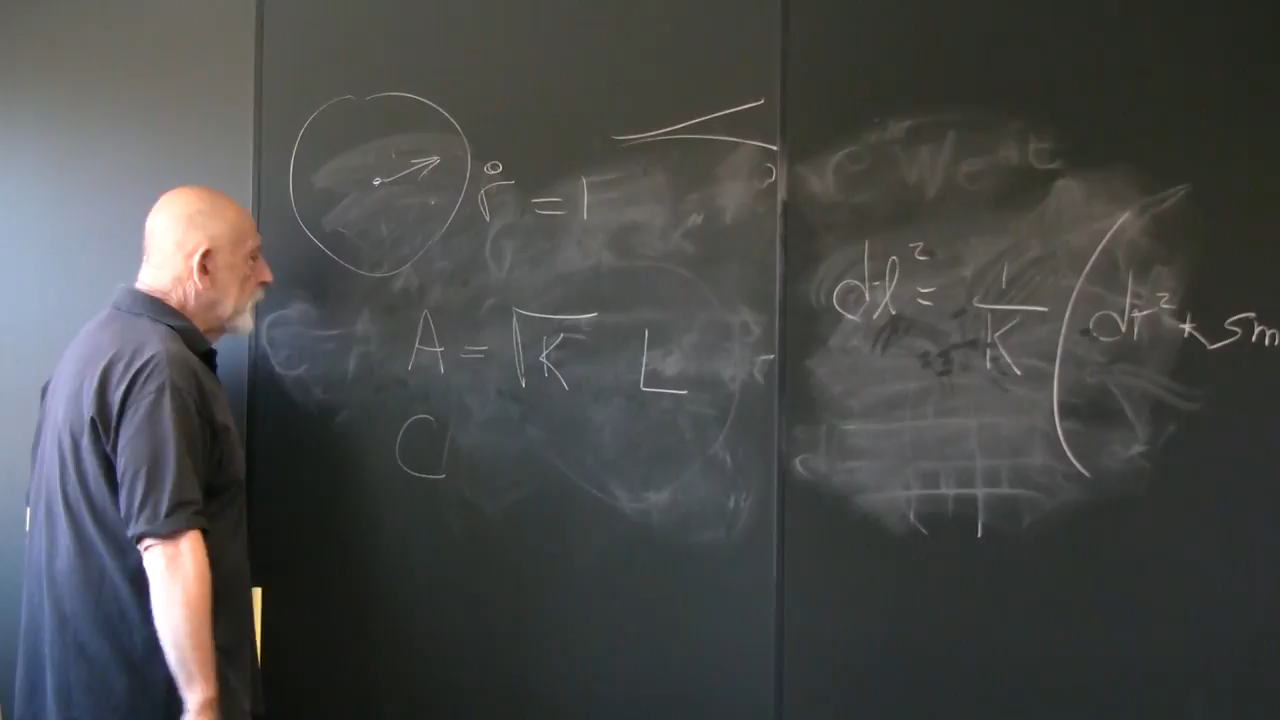 r̊ = 1
A = √K L
C
dl² = 1/K ( dr² + sin